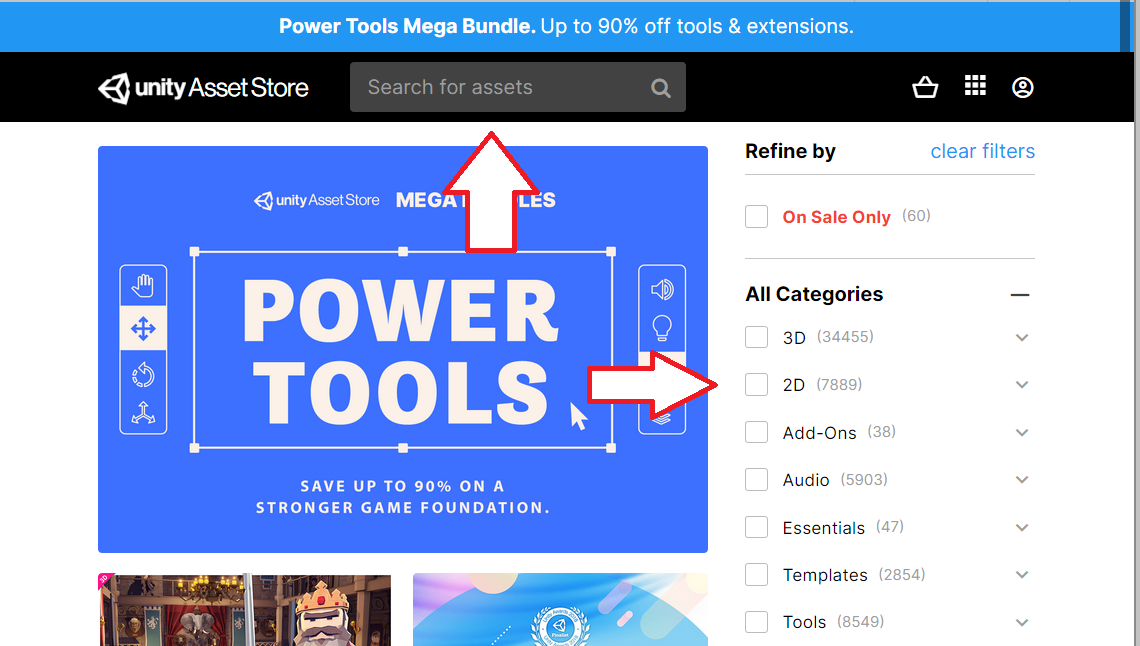 Power Tools Mega Bundle. Up to 90% off tools & extensions.
unity Asset Store
Search for assets
unity Asset Store
MEGA LES
POWER
TOOLS
SAVE UP TO 90% ON A
STRONGER GAME FOUNDATION.
3D
Finalist
Refine by
clear filters
On Sale Only (60)
All Categories
3D (34455)
2D (7889)
Add-Ons (38)
Audio (5903)
Essentials (47)
Templates (2854)
Tools (8549)